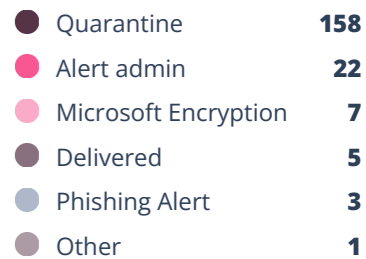 Quarantine 158
Alert admin 22
Microsoft Encryption 7
Delivered 5
Phishing Alert 3
Other 1